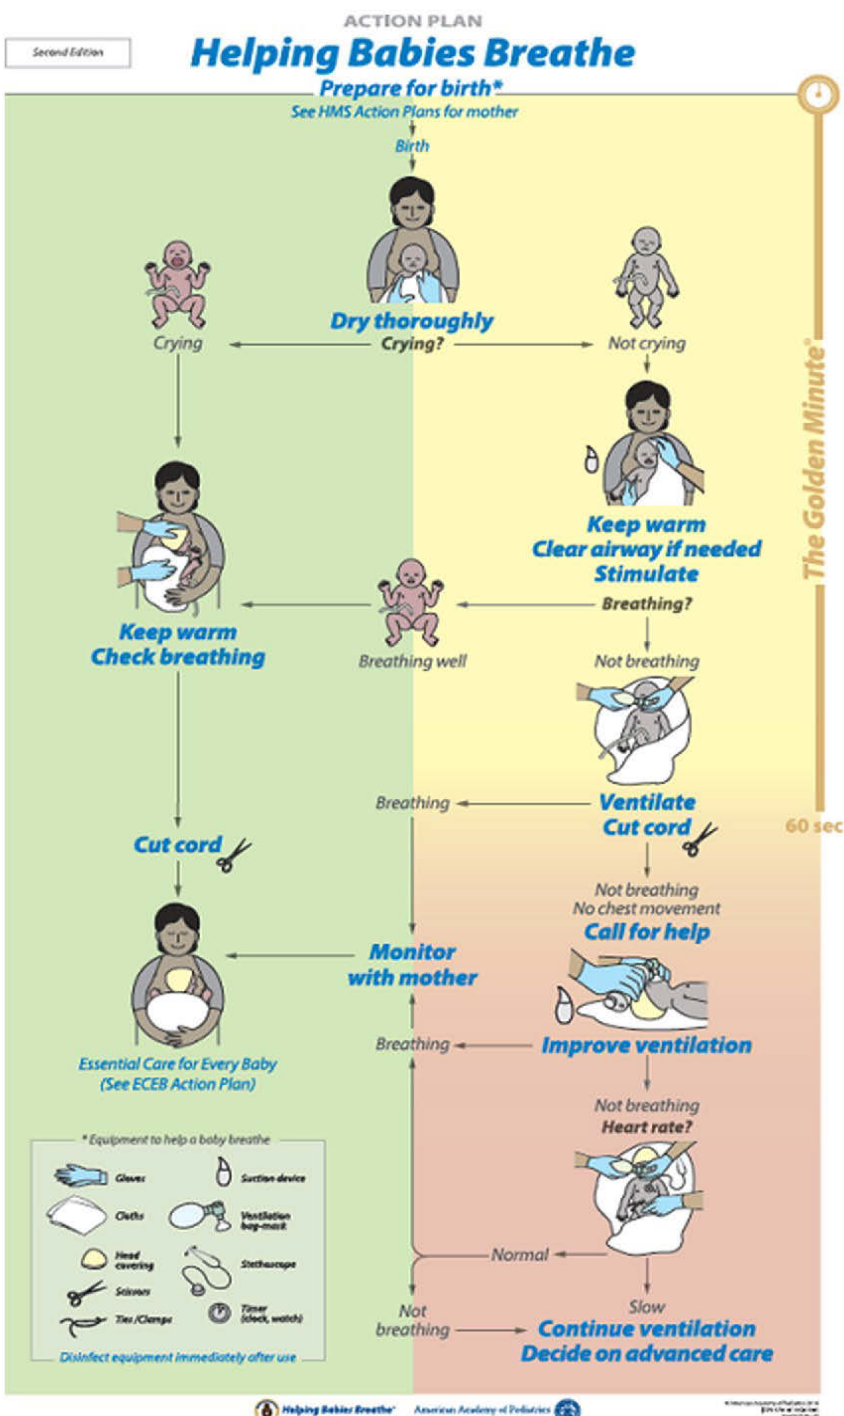 ACTION PLAN
Second Edition
Helping Babies Breathe
Prepare for birth*
See HMS Action Plans for mother
Birth
Dry thoroughly
Crying
Crying?
Not crying
The Golden Minute®
Keep warm
Clear airway if needed
Stimulate
Breathing?
Keep warm
Check breathing
Breathing well
Not breathing
Breathing
Ventilate
Cut cord
60 sec
Cut cord
Not breathing
No chest movement
Call for help
Monitor
with mother
Breathing
Improve ventilation
Essential Care for Every Baby
(See ECEB Action Plan)
Not breathing
Heart rate?
* Equipment to help a baby breathe
Gloves
Suction device
Cloths
Ventilation
bag-mask
Head
covering
Stethoscope
Scissors
Ties/Clamps
Timer
(clock, watch)
Disinfect equipment immediately after use
Normal
Slow
Not
breathing
Continue ventilation
Decide on advanced care
Helping Babies Breathe®
American Academy of Pediatrics